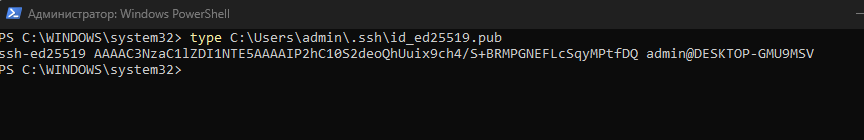 Администратор: Windows PowerShell
PS C:\WINDOWS\system32> type C:\Users\admin\.ssh\id_ed25519.pub
ssh-ed25519 AAAAC3NzaC1lZDI1NTE5AAAAIP2hC10S2deoQhUuix9ch4/S+BRMPGNEFLcSqyMPtfDQ admin@DESKTOP-GMU9MSV
PS C:\WINDOWS\system32>